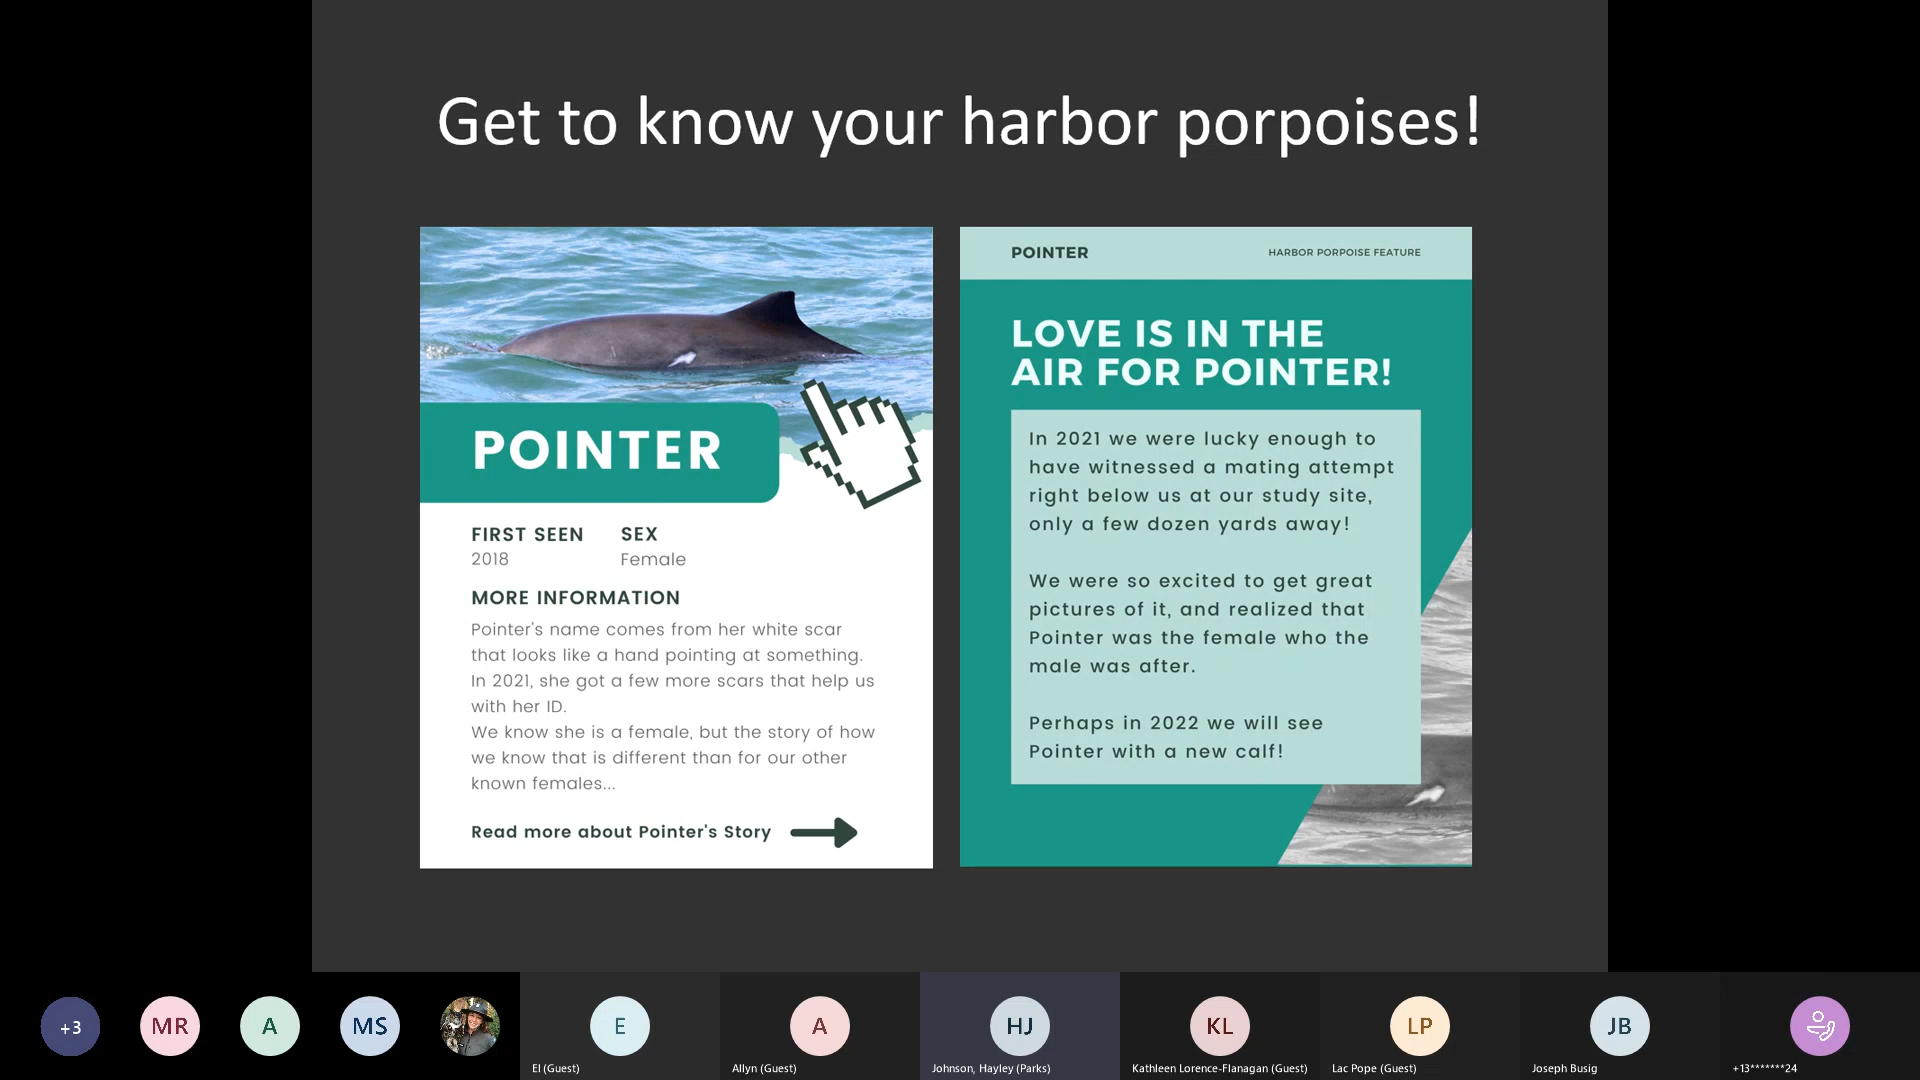 Get to know your harbor porpoises!
POINTER
FIRST SEEN
2018
SEX
Female
MORE INFORMATION
Pointer's name comes from her white scar
that looks like a hand pointing at something.
In 2021, she got a few more scars that help us
with her ID.
We know she is a female, but the story of how
we know that is different than for our other
known females...
Read more about Pointer's Story
POINTER
HARBOR PORPOISE FEATURE
LOVE IS IN THE
AIR FOR POINTER!
In 2021 we were lucky enough to
have witnessed a mating attempt
right below us at our study site,
only a few dozen yards away!
We were so excited to get great
pictures of it, and realized that
Pointer was the female who the
male was after.
Perhaps in 2022 we will see
Pointer with a new calf!
+3
MR
A
MS
E
El (Guest)
A
Allyn (Guest)
HJ
Johnson, Hayley (Parks)
KL
Kathleen Lorence-Flanagan (Guest)
LP
Lac Pope (Guest)
JB
Joseph Busig
+13*******24